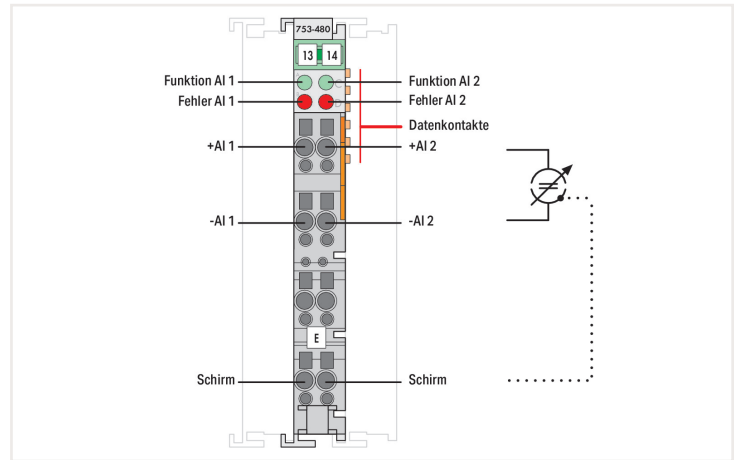 753-480
13 14
Funktion AI 1
Funktion AI 2
Fehler AI 1
Fehler AI 2
Datenkontakte
+AI 1
+AI 2
-AI 1
-AI 2
E
Schirm
Schirm